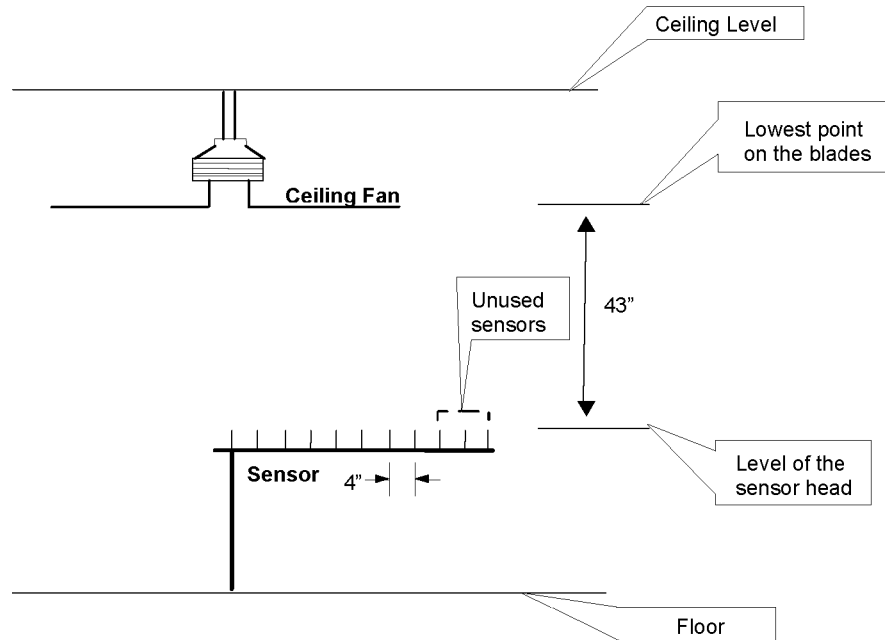 Ceiling Level
Lowest point
on the blades
Ceiling Fan
Unused
sensors
43”
Sensor
4”
Level of the
sensor head
Floor